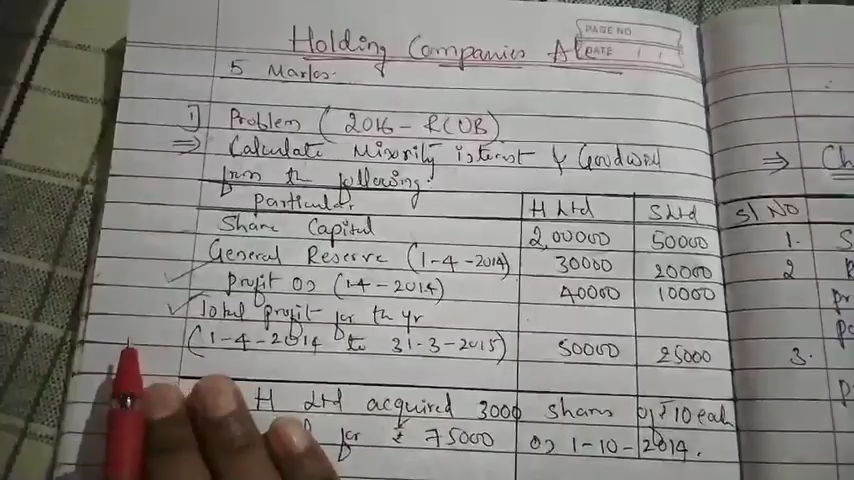 PAGE NO
DATE / /
Holding Companies A/c
5 Marks.
1] Problem (2016 - RCUB)
⇒ Calculate Minority interest & Goodwill
from the following.
Particular H Ltd S Ltd
Share Capital 2,00000 50000
General Reserve (1-4-2014) 30000 20000
Profit on (1-4-2014) 40000 10000
Total profit for the yr
(1-4-2014 to 31-3-2015) 50000 25000
H Ltd acquired 3000 shares of ₹10 each
for ₹ 75000 on 1-10-2014.
Sl NO
⇒ Ch
1. S
2
3.